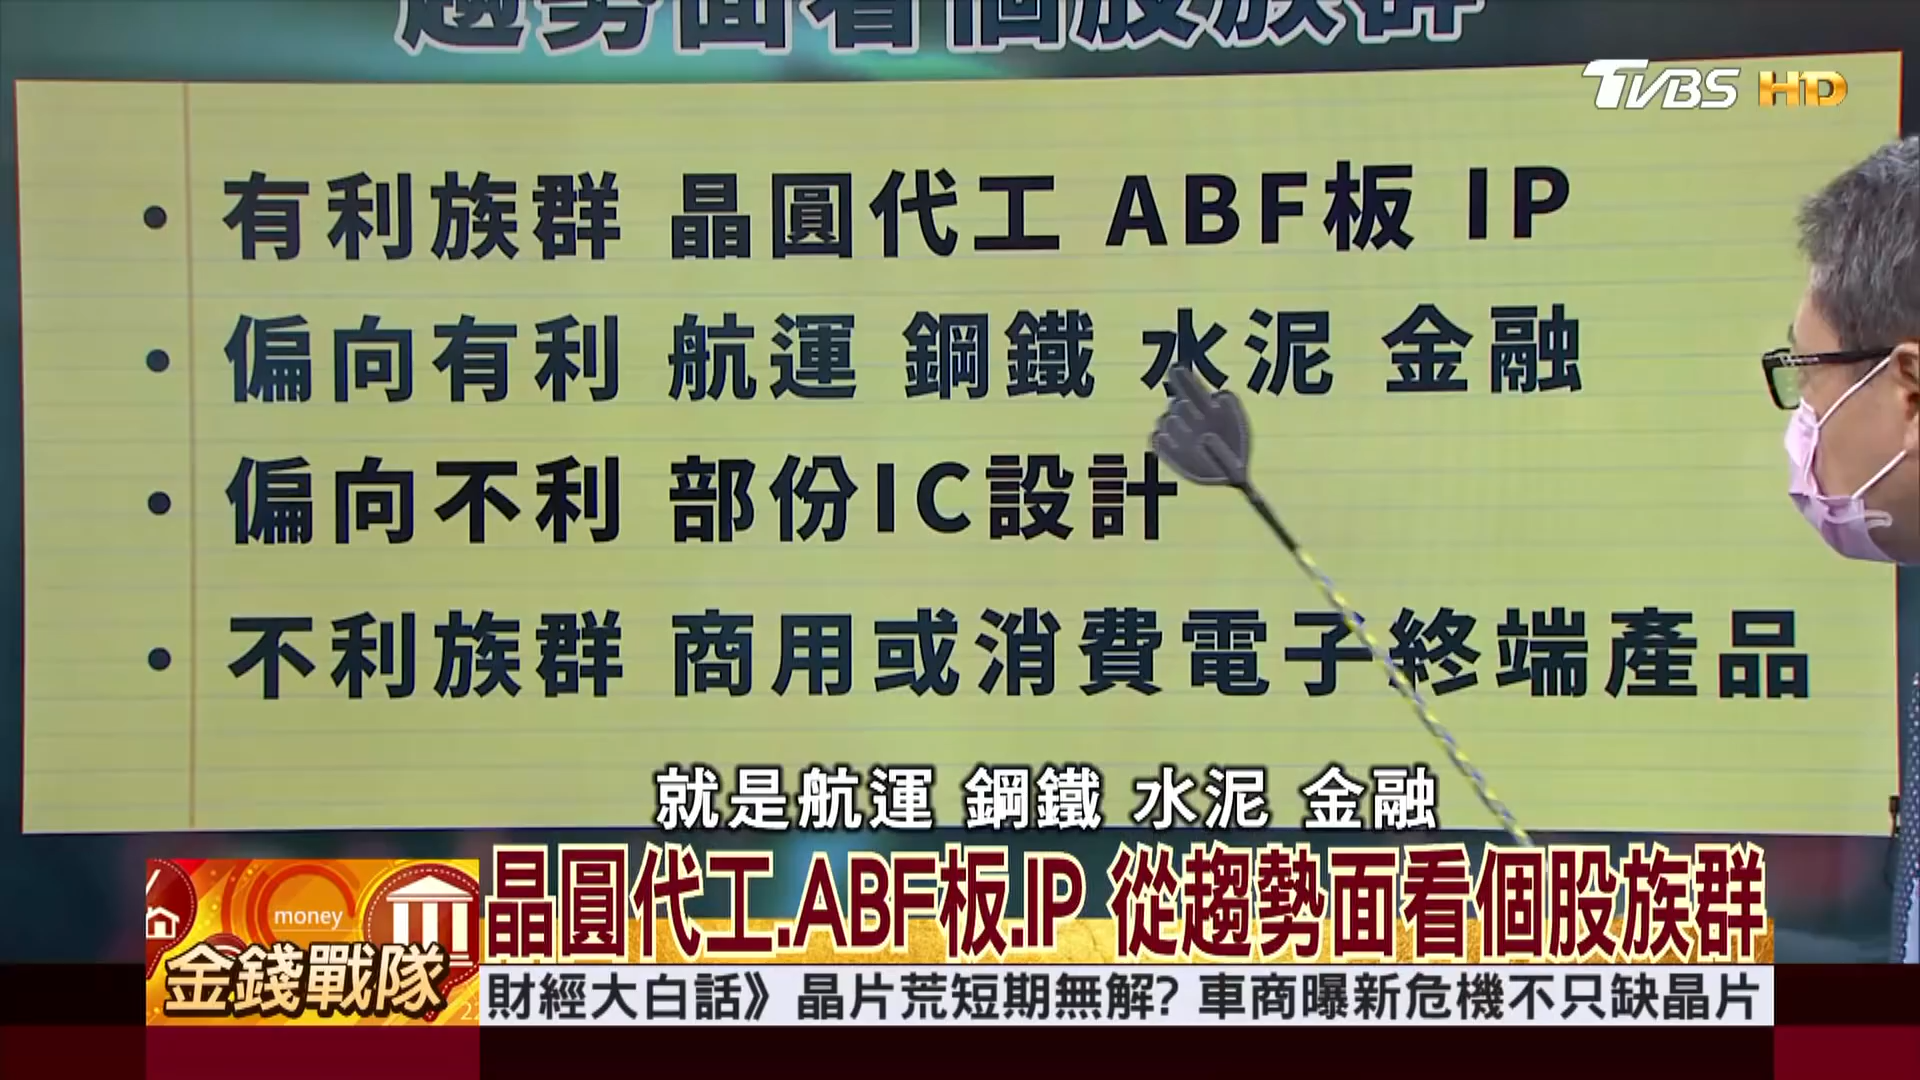 趨勢面看個股族群
TVBS HD
• 有利族群 晶圓代工 ABF板 IP
• 偏向有利 航運 鋼鐵 水泥 金融
• 偏向不利 部份IC設計
• 不利族群 商用或消費電子終端產品
就是航運 鋼鐵 水泥 金融
晶圓代工.ABF板.IP 從趨勢面看個股族群
money
金錢戰隊
財經大白話》晶片荒短期無解? 車商曝新危機不只缺晶片